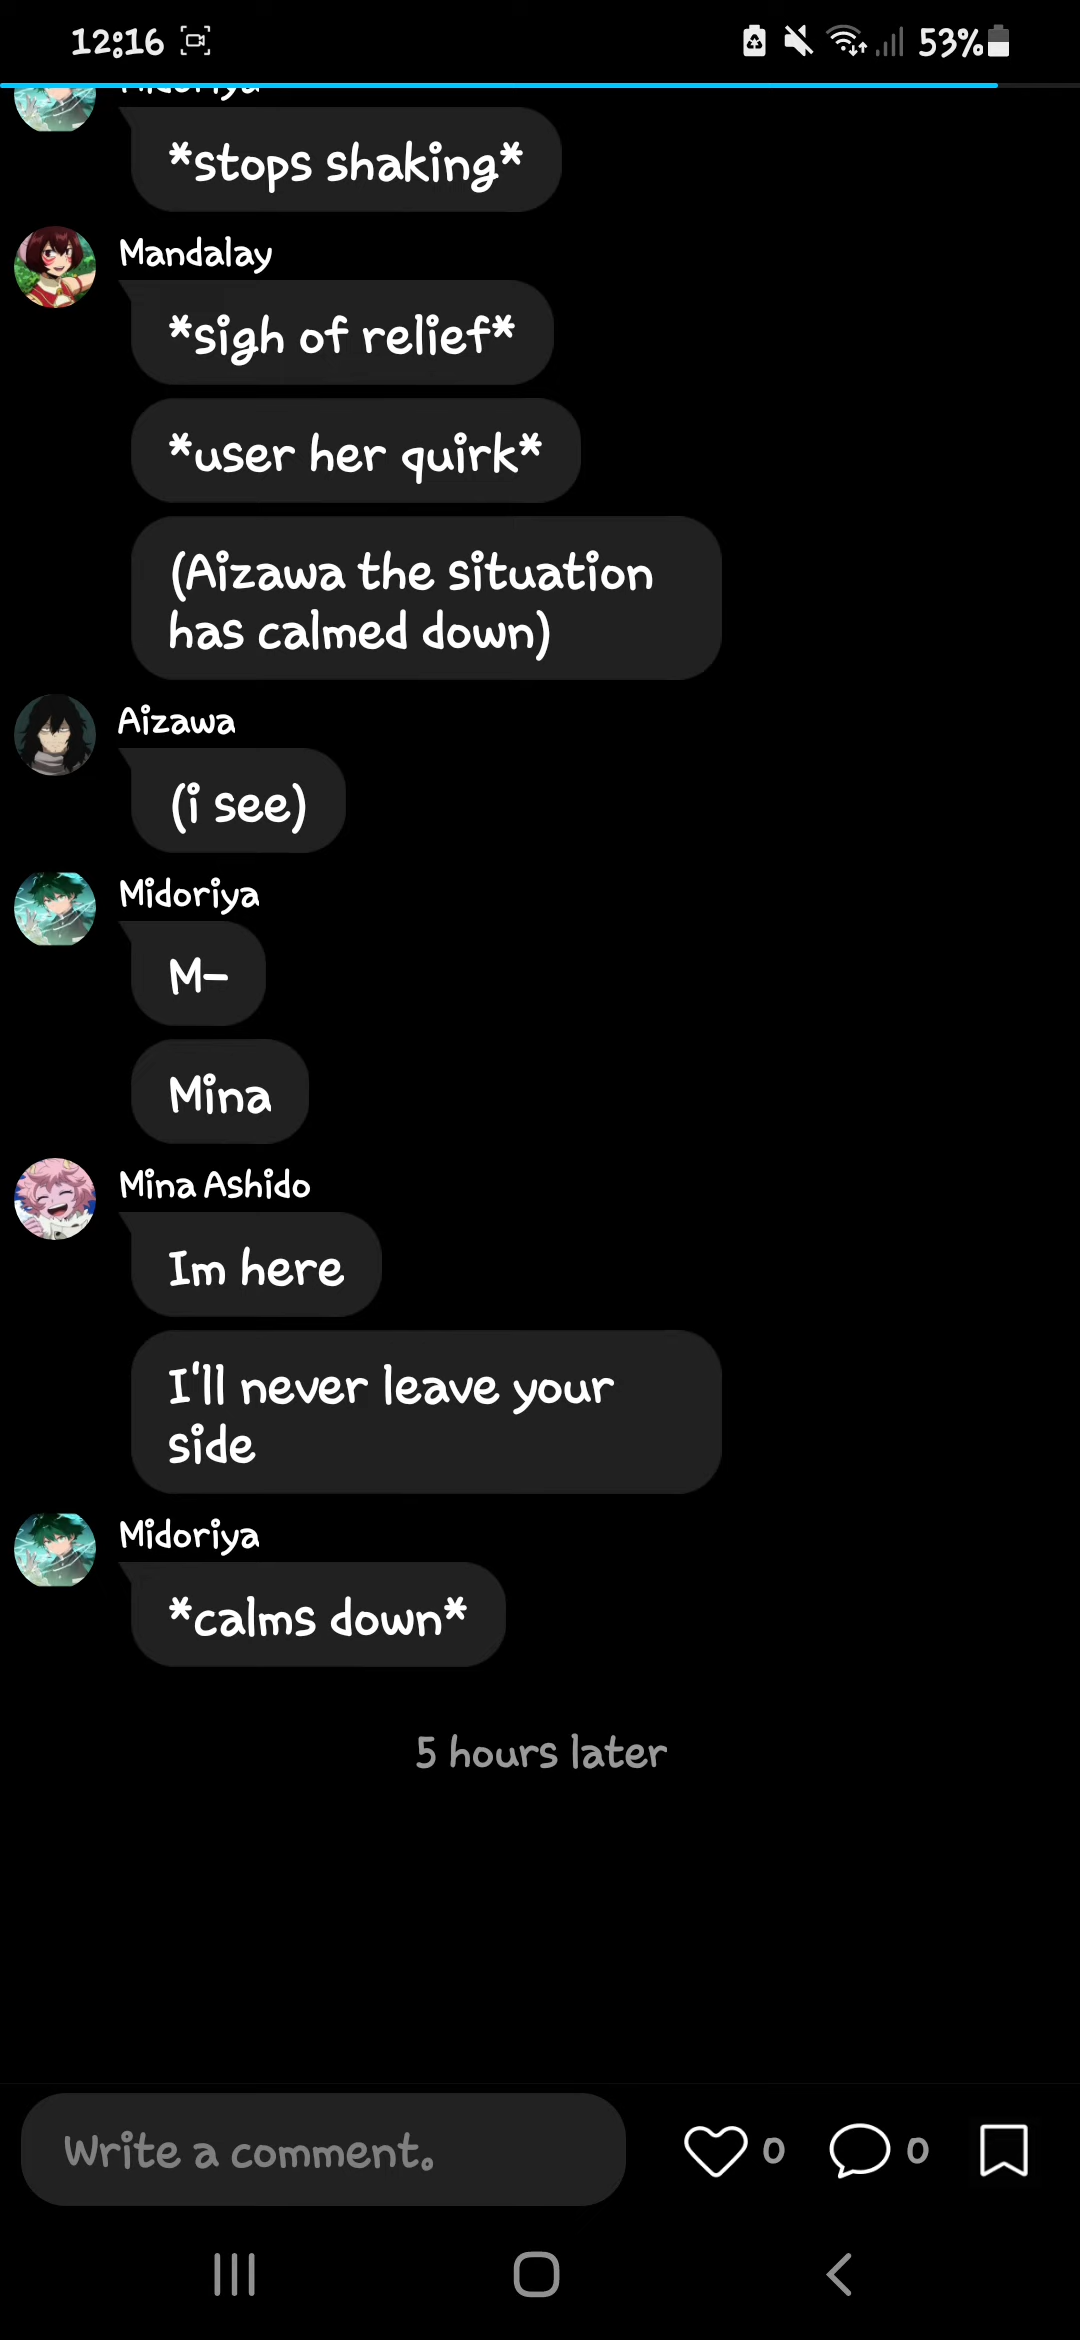 12:16 53%
Midoriya
*stops shaking*
Mandalay
*sigh of relief*
*user her quirk*
(Aizawa the situation
has calmed down)
Aizawa
(i see)
Midoriya
M-
Mina
Mina Ashido
Im here
I'll never leave your
side
Midoriya
*calms down*
5 hours later
Write a comment. 0 0